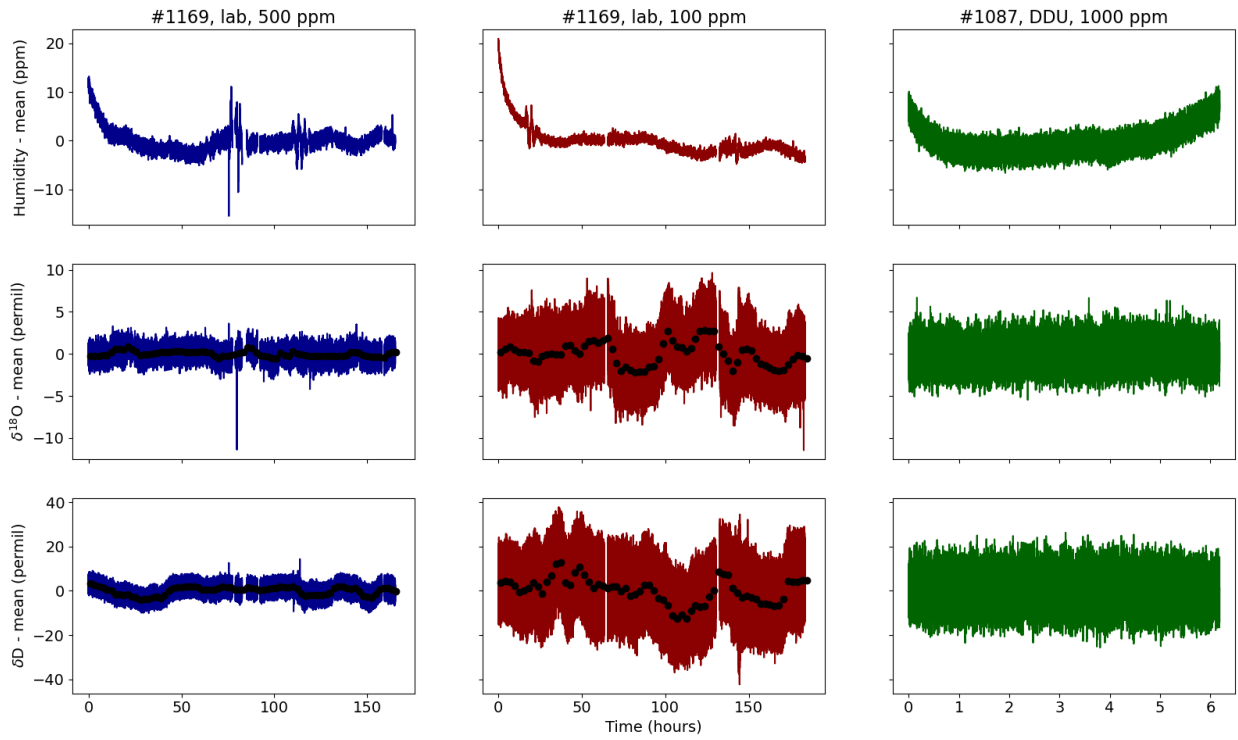 #1169, lab, 500 ppm
#1169, lab, 100 ppm
#1087, DDU, 1000 ppm
Humidity - mean (ppm)
20
10
0
−10
δ18O - mean (permil)
10
5
0
−5
−10
δD - mean (permil)
40
20
0
−20
−40
0 50 100 150
0 50 100 150
0 1 2 3 4 5 6
Time (hours)